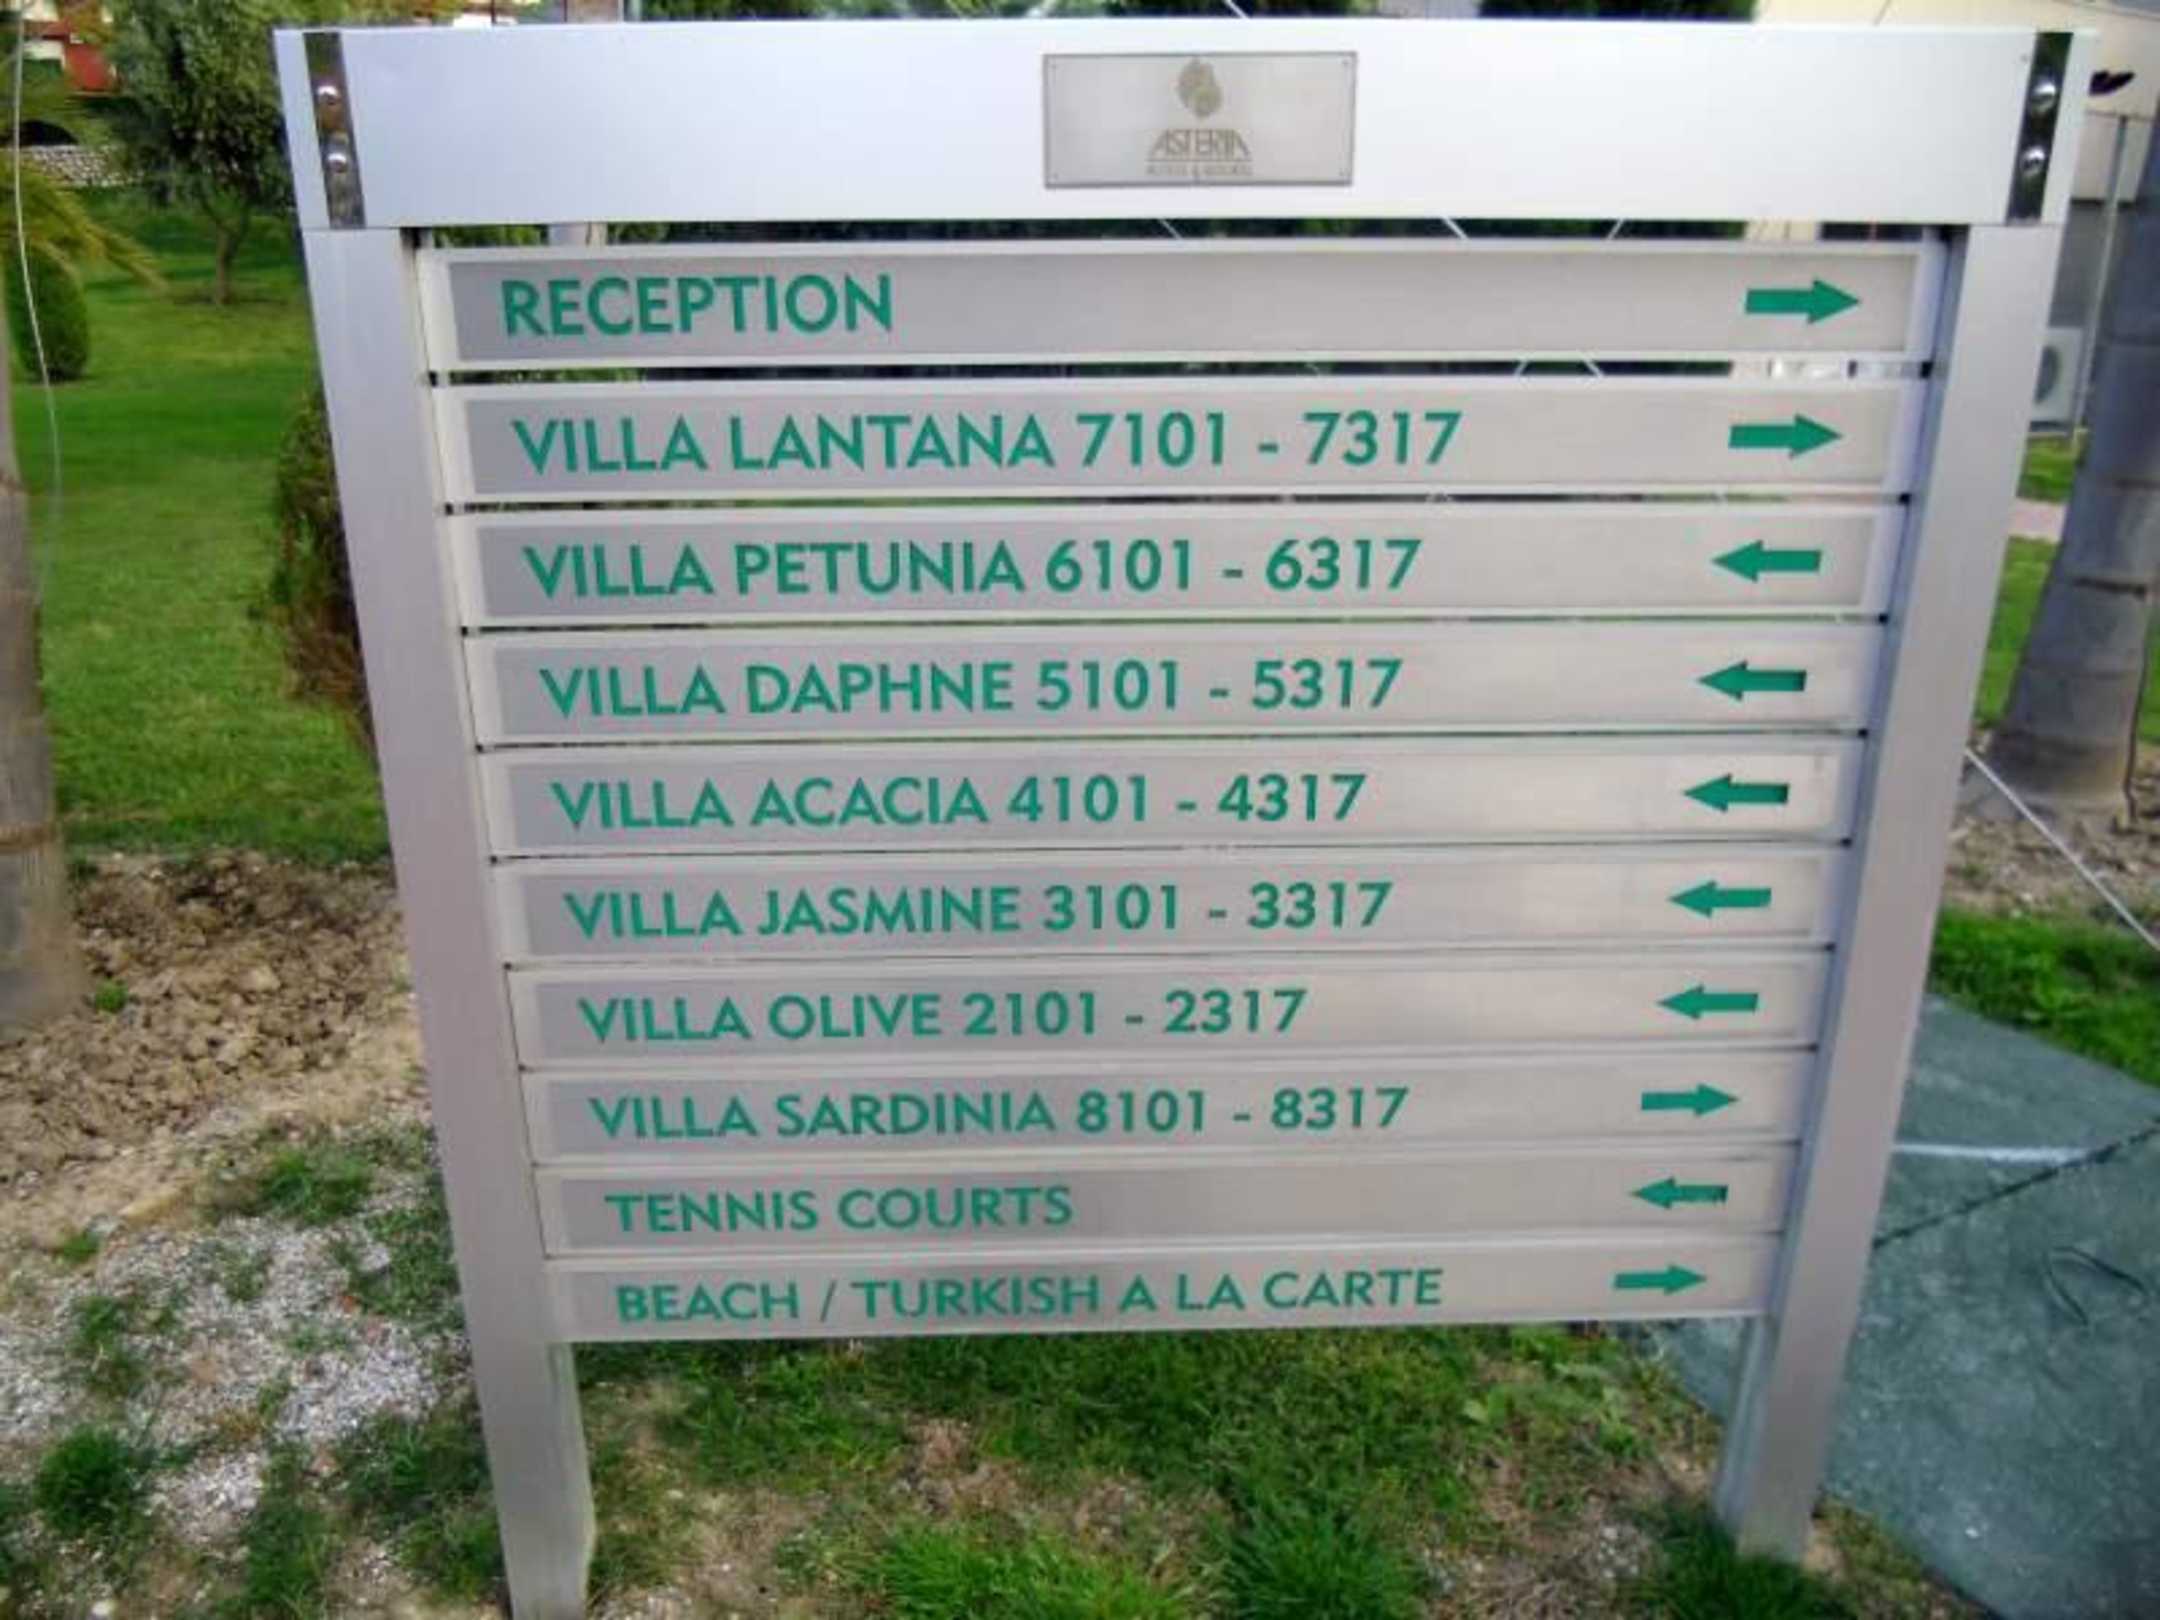 ASTERIA
RECEPTION
VILLA LANTANA 7101 - 7317
VILLA PETUNIA 6101 - 6317
VILLA DAPHNE 5101 - 5317
VILLA ACACIA 4101 - 4317
VILLA JASMINE 3101 - 3317
VILLA OLIVE 2101 - 2317
VILLA SARDINIA 8101 - 8317
TENNIS COURTS
BEACH / TURKISH A LA CARTE